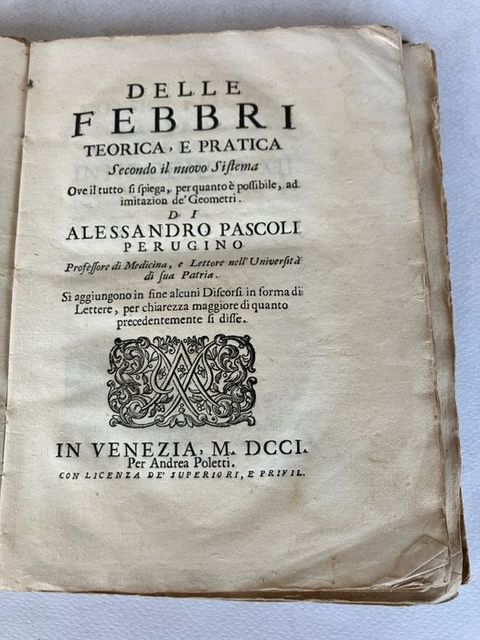 DELLE
FEBBRI
TEORICA, E PRATICA
Secondo il nuovo Siſtema
Ove il tutto ſi ſpiega, per quanto è poſſibile, ad
imitazion de' Geometri.
DI
ALESSANDRO PASCOLI
PERUGINO
Profeſſore di Medicina, e Lettore nell'Univerſità
di ſua Patria.
Si aggiungono in fine alcuni Diſcorſi in forma di
Lettere, per chiarezza maggiore di quanto
precedentemente ſi diſſe.
IN VENEZIA, M. DCCI.
Per Andrea Poletti.
CON LICENZA DE' SUPERIORI, E PRIVIL.